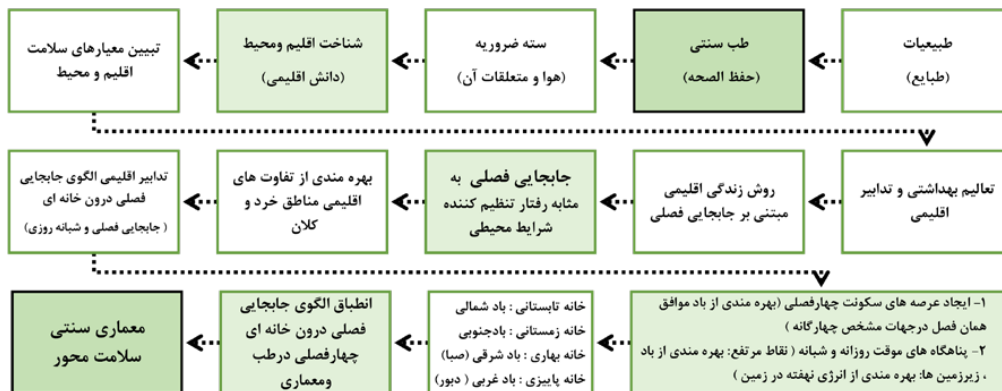 طبیعیات
(طبایع)
طب سنتی
(حفظ الصحه)
سته ضروریه
(هوا و متعلقات آن)
شناخت اقلیم ومحیط
(دانش اقلیمی)
تبیین معیارهای سلامت
اقلیم و محیط
تعالیم بهداشتی و تدابیر
اقلیمی
روش زندگی اقلیمی
مبتنی بر جابجایی فصلی
جابجایی فصلی به
مثابه رفتار تنظیم کننده
شرایط محیطی
بهره مندی از تفاوت های
اقلیمی مناطق خرد و
کلان
تدابیر اقلیمی الگوی جابجایی
فصلی درون خانه ای
(جابجایی فصلی و شبانه روزی)
۱- ایجاد عرصه های سکونت چهارفصلی (بهره مندی از باد موافق
همان فصل درجهات مشخص چهارگانه )
۲- پناهگاه های موقت روزانه و شبانه ( نقاط مرتفع: بهره مندی از باد
، زیرزمین ها: بهره مندی از انرژی نهفته در زمین )
خانه تابستانی : باد شمالی
خانه زمستانی : بادجنوبی
خانه بهاری : باد شرقی (صبا)
خانه پاییزی : باد غربی ( دبور)
انطباق الگوی جابجایی
فصلی درون خانه ای
چهارفصلی درطب
ومعماری
معماری سنتی
سلامت محور